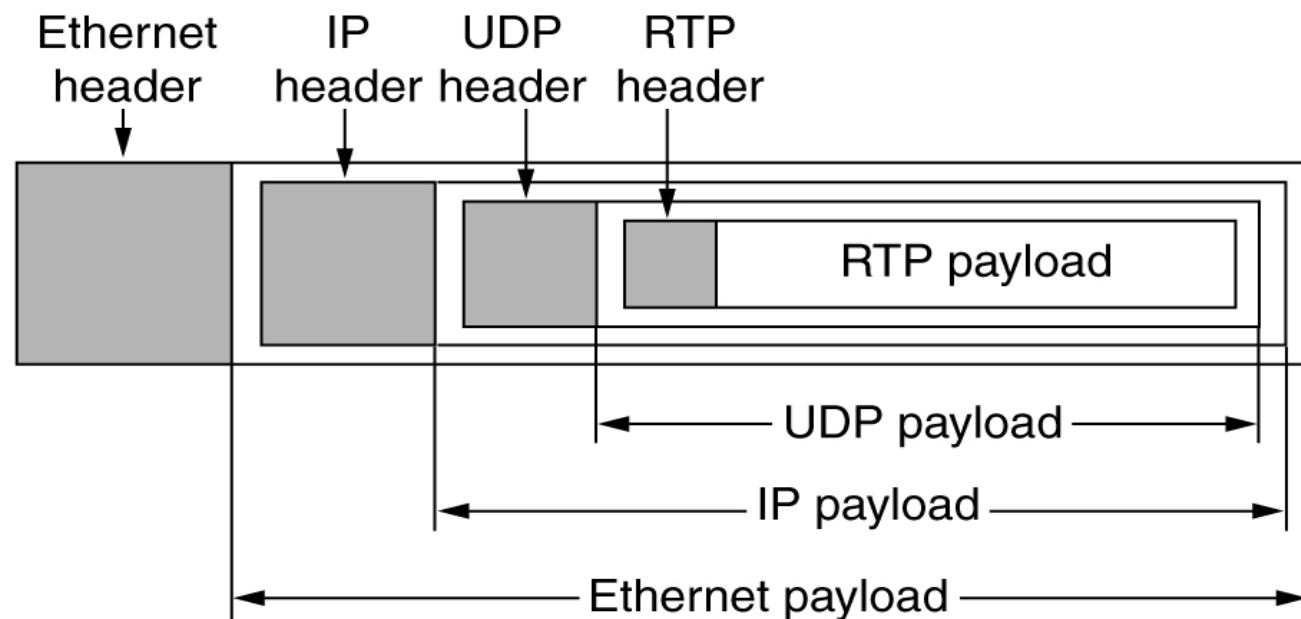 Ethernet header
IP header
UDP header
RTP header
RTP payload
UDP payload
IP payload
Ethernet payload